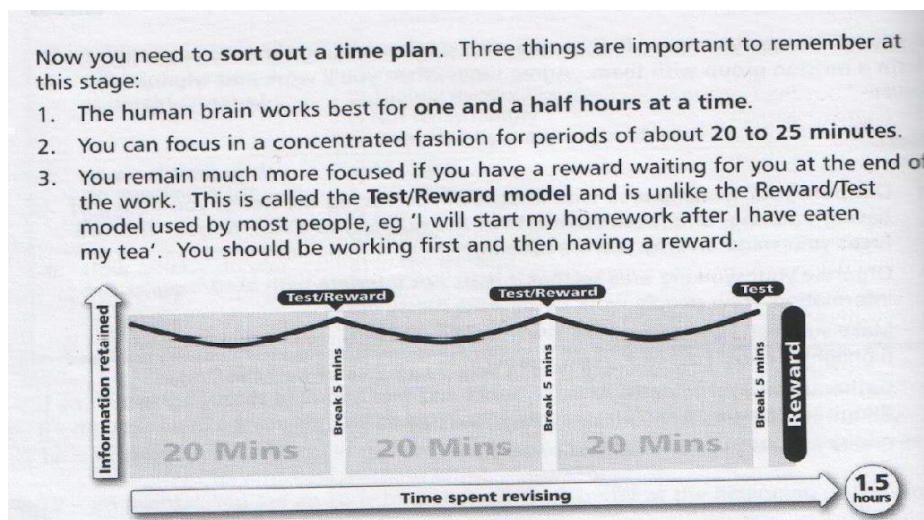 Now you need to sort out a time plan. Three things are important to remember at
this stage:
1. The human brain works best for one and a half hours at a time.
2. You can focus in a concentrated fashion for periods of about 20 to 25 minutes.
3. You remain much more focused if you have a reward waiting for you at the end of
the work. This is called the Test/Reward model and is unlike the Reward/Test
model used by most people, eg 'I will start my homework after I have eaten
my tea'. You should be working first and then having a reward.
Test/Reward
Test/Reward
Test
Information retained
20 Mins
Break 5 mins
20 Mins
Break 5 mins
20 Mins
Break 5 mins
Reward
Time spent revising
1.5
hours